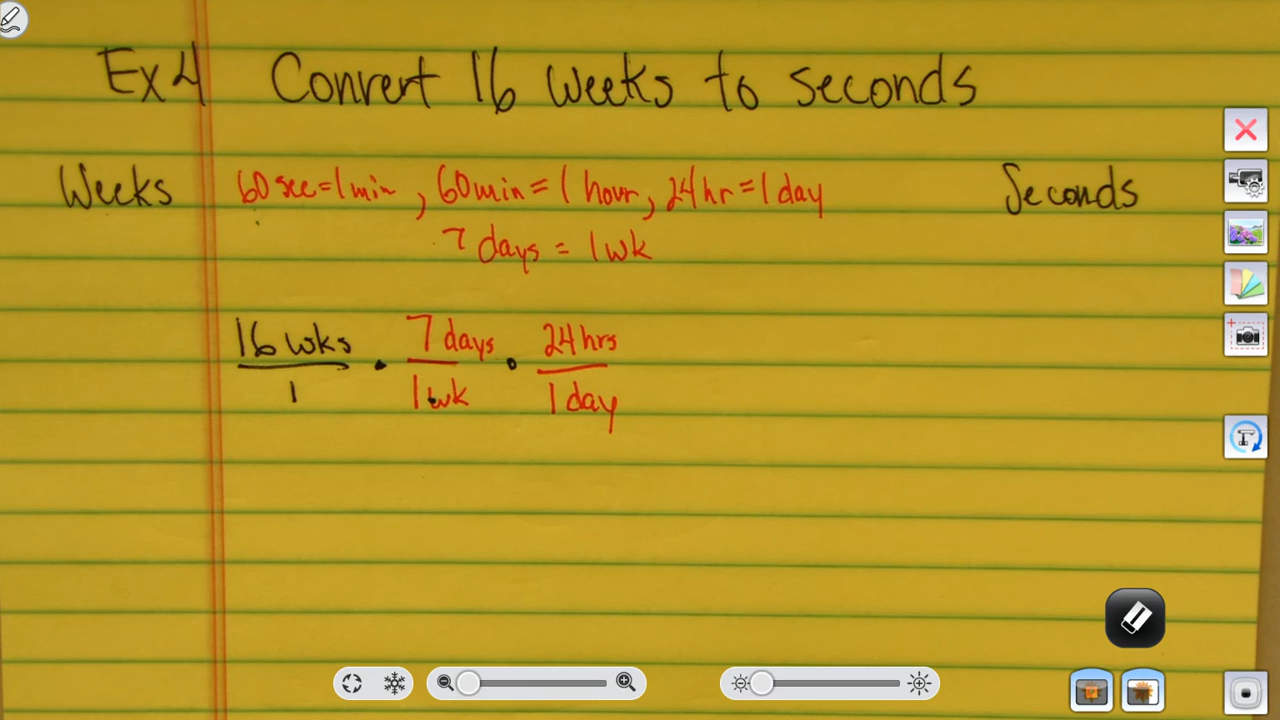 Ex 4 Convert 16 weeks to seconds
Weeks 60 sec = 1 min , 60 min = 1 hour, 24 hr = 1 day Seconds
7 days = 1 wk
16 wks • 7 days • 24 hrs
1 1 wk 1 day